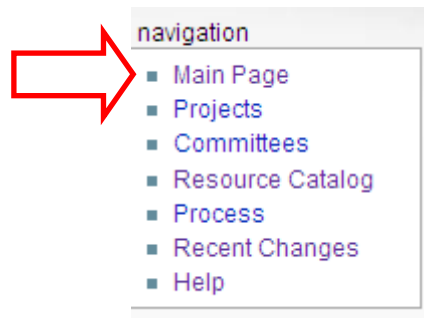 navigation
Main Page
Projects
Committees
Resource Catalog
Process
Recent Changes
Help